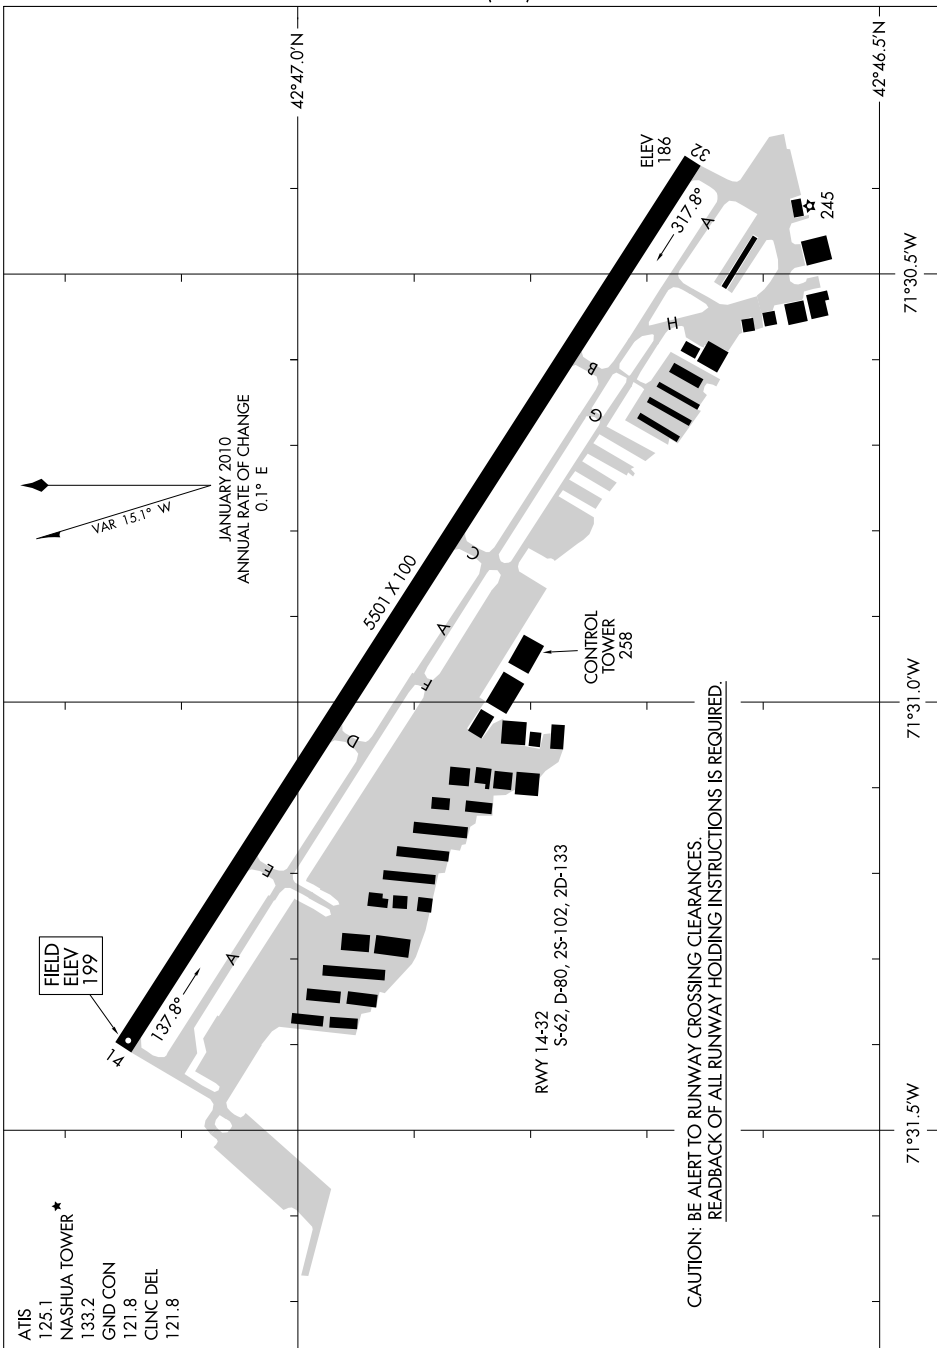 ATIS
125.1
NASHUA TOWER
133.2
GND CON
121.8
CLNC DEL
121.8
FIELD
ELEV
199
14
137.8°
A
E
D
F
A
C
G
B
H
A
317.8°
32
ELEV
186
5501 X 100
VAR 15.1° W
JANUARY 2010
ANNUAL RATE OF CHANGE
0.1° E
CONTROL
TOWER
258
245
RWY 14-32
S-62, D-80, 2S-102, 2D-133
CAUTION: BE ALERT TO RUNWAY CROSSING CLEARANCES.
READBACK OF ALL RUNWAY HOLDING INSTRUCTIONS IS REQUIRED.
42°47.0'N
42°46.5'N
71°30.5'W
71°31.0'W
71°31.5'W